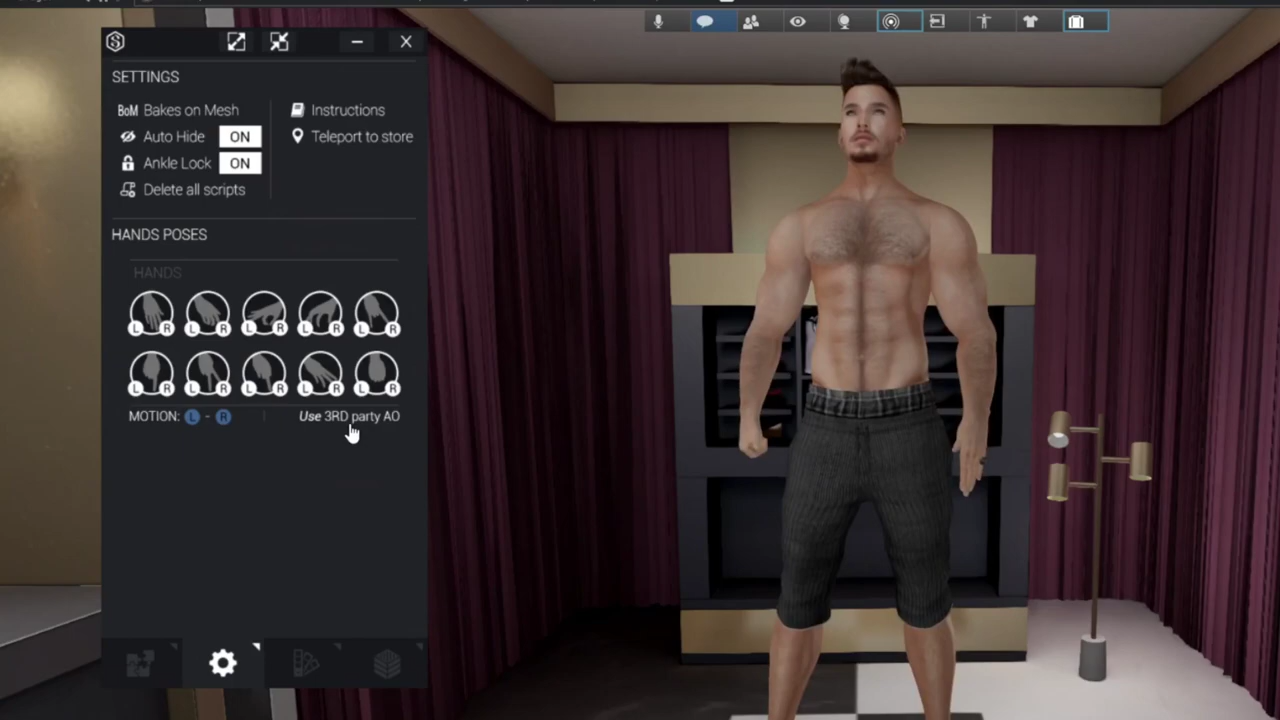 SETTINGS
BoM Bakes on Mesh
Instructions
Auto Hide ON
Teleport to store
Ankle Lock ON
Delete all scripts
HANDS POSES
HANDS
L R L R L R L R L R
L R L R L R L R L R
MOTION: L - R
Use 3RD party AO